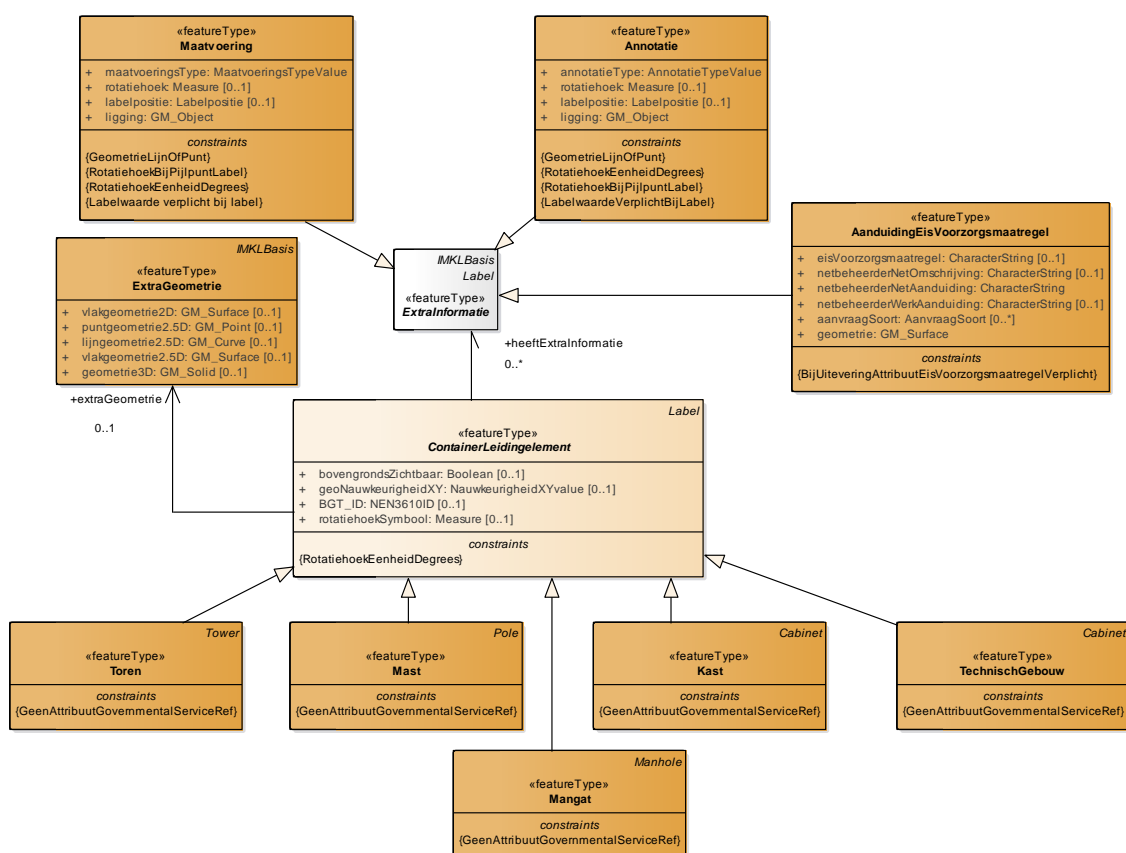 «featureType»
Maatvoering
+ maatvoeringsType: MaatvoeringsTypeValue
+ rotatiehoek: Measure [0..1]
+ labelpositie: Labelpositie [0..1]
+ ligging: GM_Object
constraints
{GeometrieLijnOfPunt}
{RotatiehoekBijPijlpuntLabel}
{RotatiehoekEenheidDegrees}
{Labelwaarde verplicht bij label}
«featureType»
Annotatie
+ annotatieType: AnnotatieTypeValue
+ rotatiehoek: Measure [0..1]
+ labelpositie: Labelpositie [0..1]
+ ligging: GM_Object
constraints
{GeometrieLijnOfPunt}
{RotatiehoekEenheidDegrees}
{RotatiehoekBijPijlpuntLabel}
{LabelwaardeVerplichtBijLabel}
IMKLBasis
«featureType»
ExtraGeometrie
+ vlakgeometrie2D: GM_Surface [0..1]
+ puntgeometrie2.5D: GM_Point [0..1]
+ lijngeometrie2.5D: GM_Curve [0..1]
+ vlakgeometrie2.5D: GM_Surface [0..1]
+ geometrie3D: GM_Solid [0..1]
IMKLBasis
Label
«featureType»
ExtraInformatie
«featureType»
AanduidingEisVoorzorgsmaatregel
+ eisVoorzorgsmaatregel: CharacterString [0..1]
+ netbeheerderNetOmschrijving: CharacterString [0..1]
+ netbeheerderNetAanduiding: CharacterString
+ netbeheerderWerkAanduiding: CharacterString [0..1]
+ aanvraagSoort: AanvraagSoort [0..*]
+ geometrie: GM_Surface
constraints
{BijUiteveringAttribuutEisVoorzorgsmaatregelVerplicht}
+heeftExtraInformatie
0..*
+extraGeometrie
0..1
Label
«featureType»
ContainerLeidingelement
+ bovengrondsZichtbaar: Boolean [0..1]
+ geoNauwkeurigheidXY: NauwkeurigheidXYvalue [0..1]
+ BGT_ID: NEN3610ID [0..1]
+ rotatiehoekSymbool: Measure [0..1]
constraints
{RotatiehoekEenheidDegrees}
Tower
«featureType»
Toren
constraints
{GeenAttribuutGovernmentalServiceRef}
Pole
«featureType»
Mast
constraints
{GeenAttribuutGovernmentalServiceRef}
Cabinet
«featureType»
Kast
constraints
{GeenAttribuutGovernmentalServiceRef}
Cabinet
«featureType»
TechnischGebouw
constraints
{GeenAttribuutGovernmentalServiceRef}
Manhole
«featureType»
Mangat
constraints
{GeenAttribuutGovernmentalServiceRef}